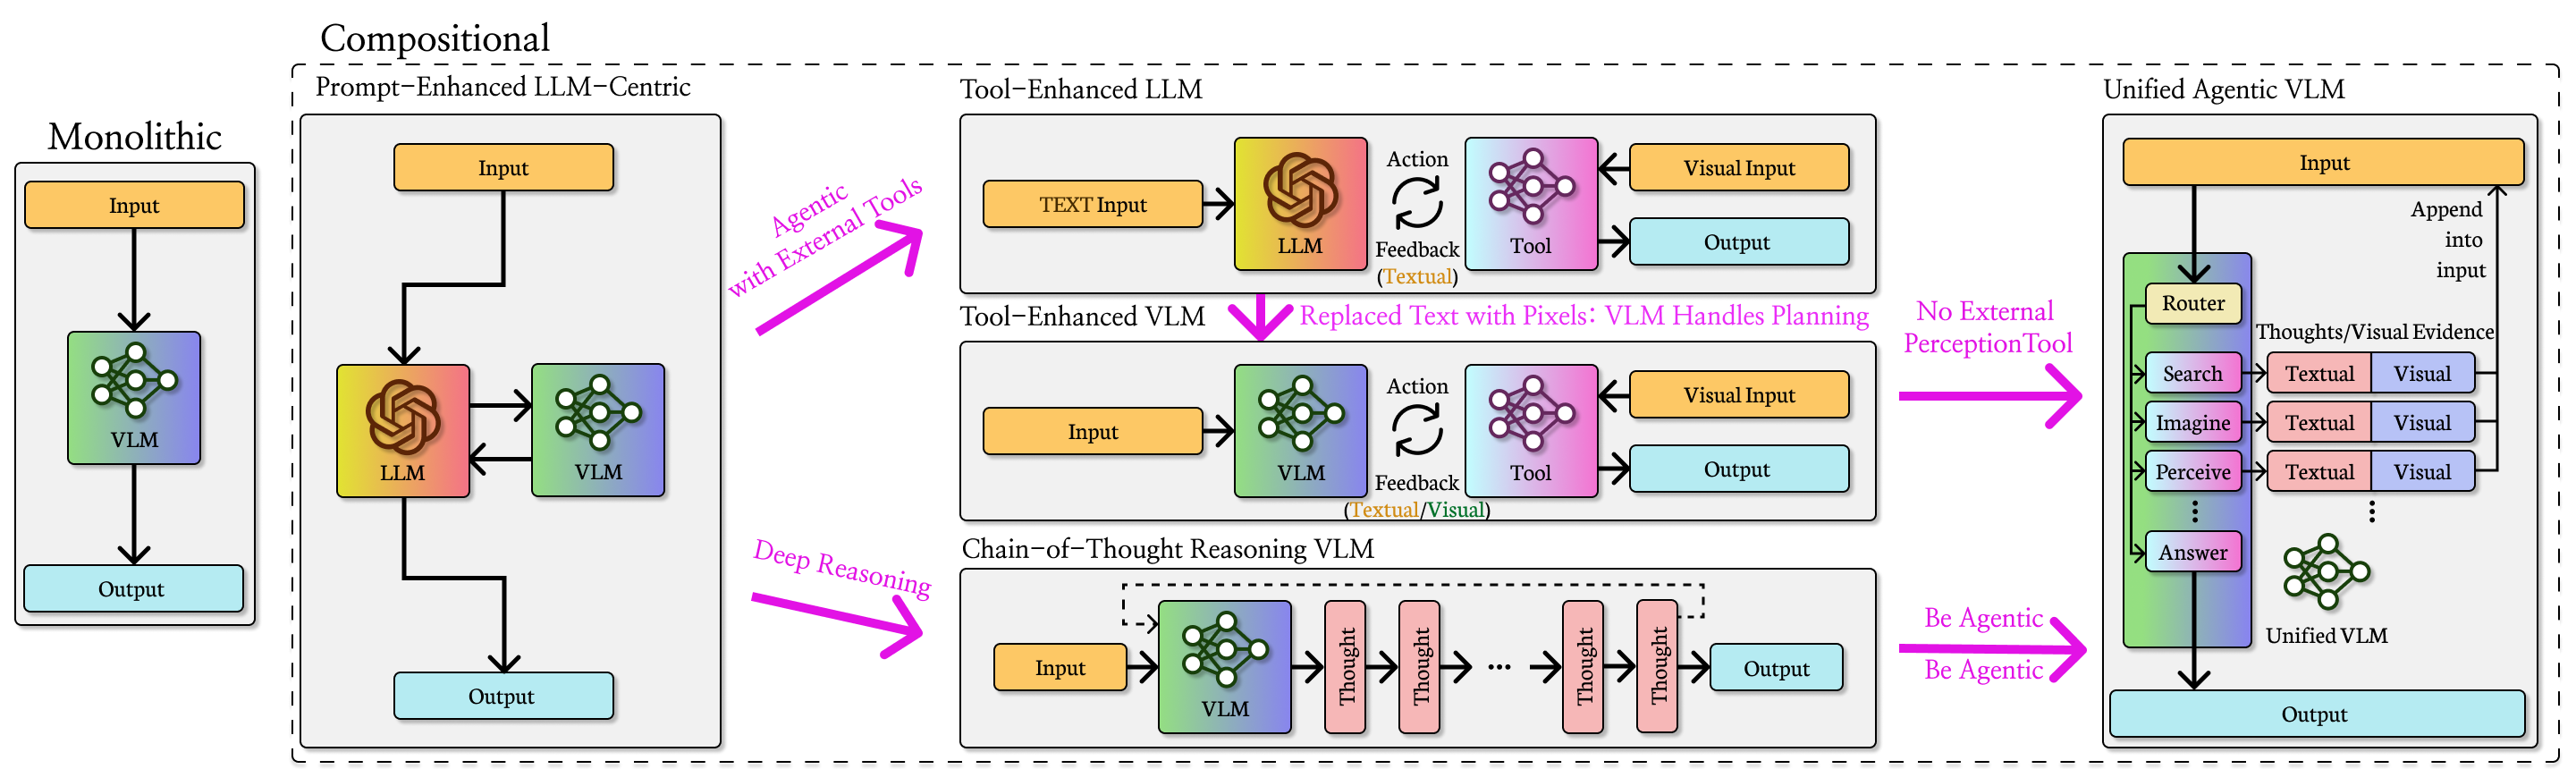 Monolithic
Input
VLM
Output
Compositional
Prompt-Enhanced LLM-Centric
Input
LLM
VLM
Output
Agentic
with External Tools
Deep Reasoning
Tool-Enhanced LLM
TEXT Input
LLM
Action
Feedback
(Textual)
Tool
Visual Input
Output
Replaced Text with Pixels: VLM Handles Planning
Tool-Enhanced VLM
Input
VLM
Action
Feedback
(Textual/Visual)
Tool
Visual Input
Output
Chain-of-Thought Reasoning VLM
Input
VLM
Thought
Thought
...
Thought
Thought
Output
No External
PerceptionTool
Be Agentic
Be Agentic
Unified Agentic VLM
Input
Append
into
input
Router
Thoughts/Visual Evidence
Search
Textual Visual
Imagine
Textual Visual
Perceive
Textual Visual
Answer
Unified VLM
Output